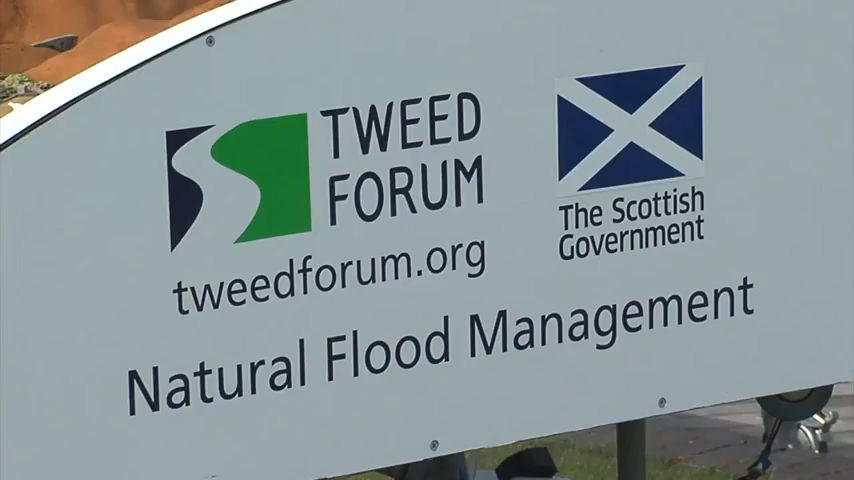 TWEED
FORUM
tweedforum.org
The Scottish
Government
Natural Flood Management